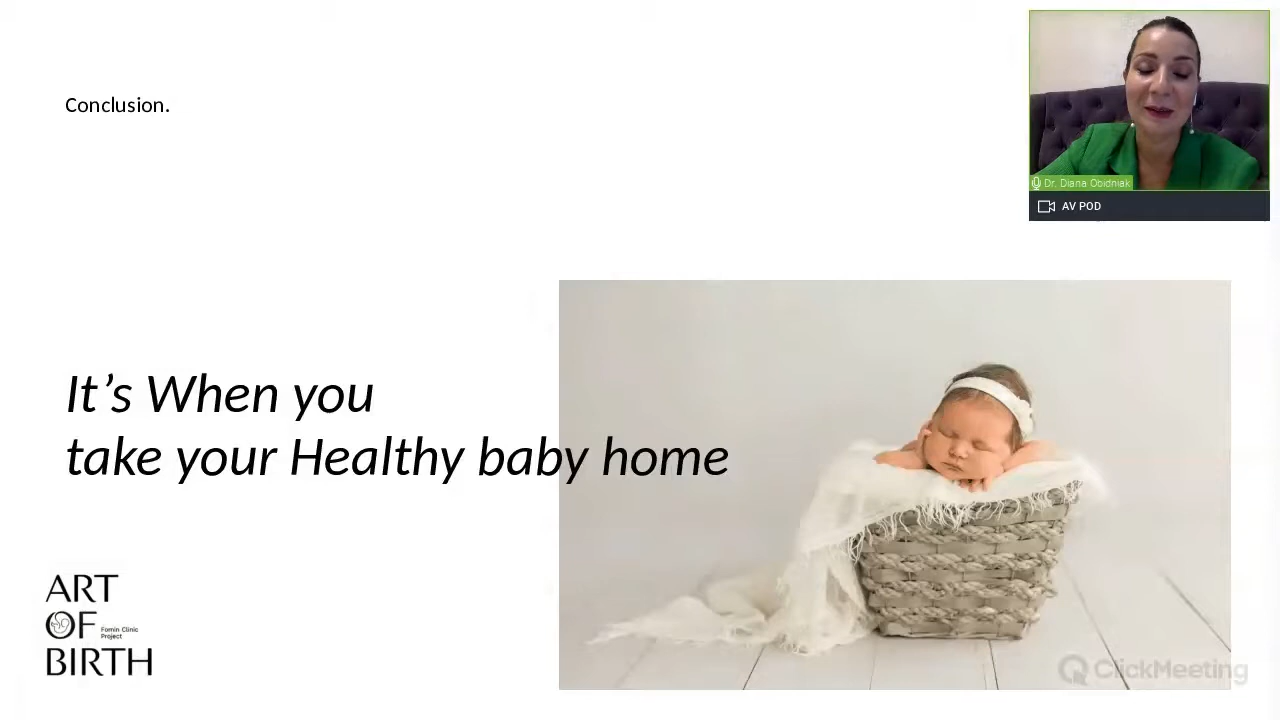 Conclusion.
Dr. Diana Obidniak
AV POD
It’s When you
take your Healthy baby home
ART
OF
Fomin Clinic
Project
BIRTH
ClickMeeting